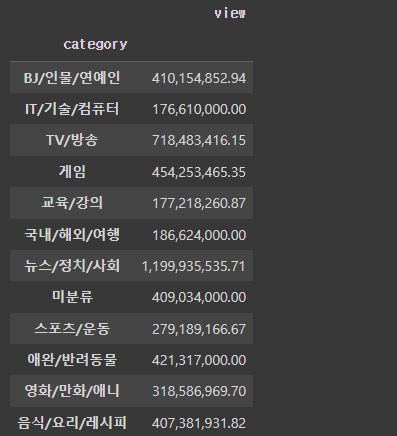 view
category
BJ/인물/연예인 410,154,852.94
IT/기술/컴퓨터 176,610,000.00
TV/방송 718,483,416.15
게임 454,253,465.35
교육/강의 177,218,260.87
국내/해외/여행 186,624,000.00
뉴스/정치/사회 1,199,935,535.71
미분류 409,034,000.00
스포츠/운동 279,189,166.67
애완/반려동물 421,317,000.00
영화/만화/애니 318,586,969.70
음식/요리/레시피 407,381,931.82